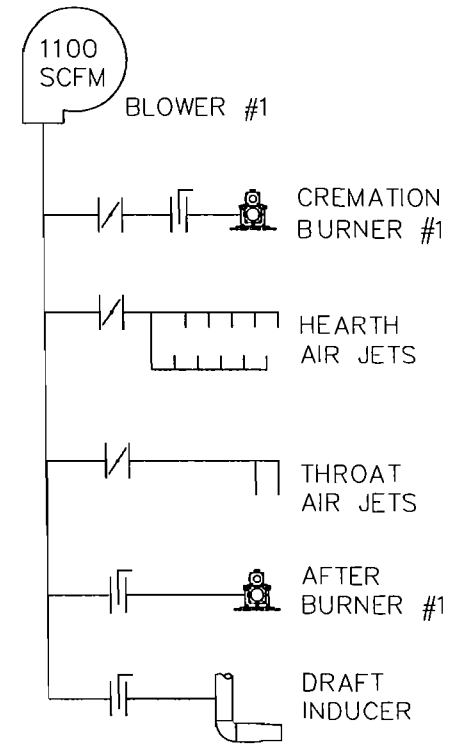 1100
SCFM
BLOWER #1
CREMATION
BURNER #1
HEARTH
AIR JETS
THROAT
AIR JETS
AFTER
BURNER #1
DRAFT
INDUCER